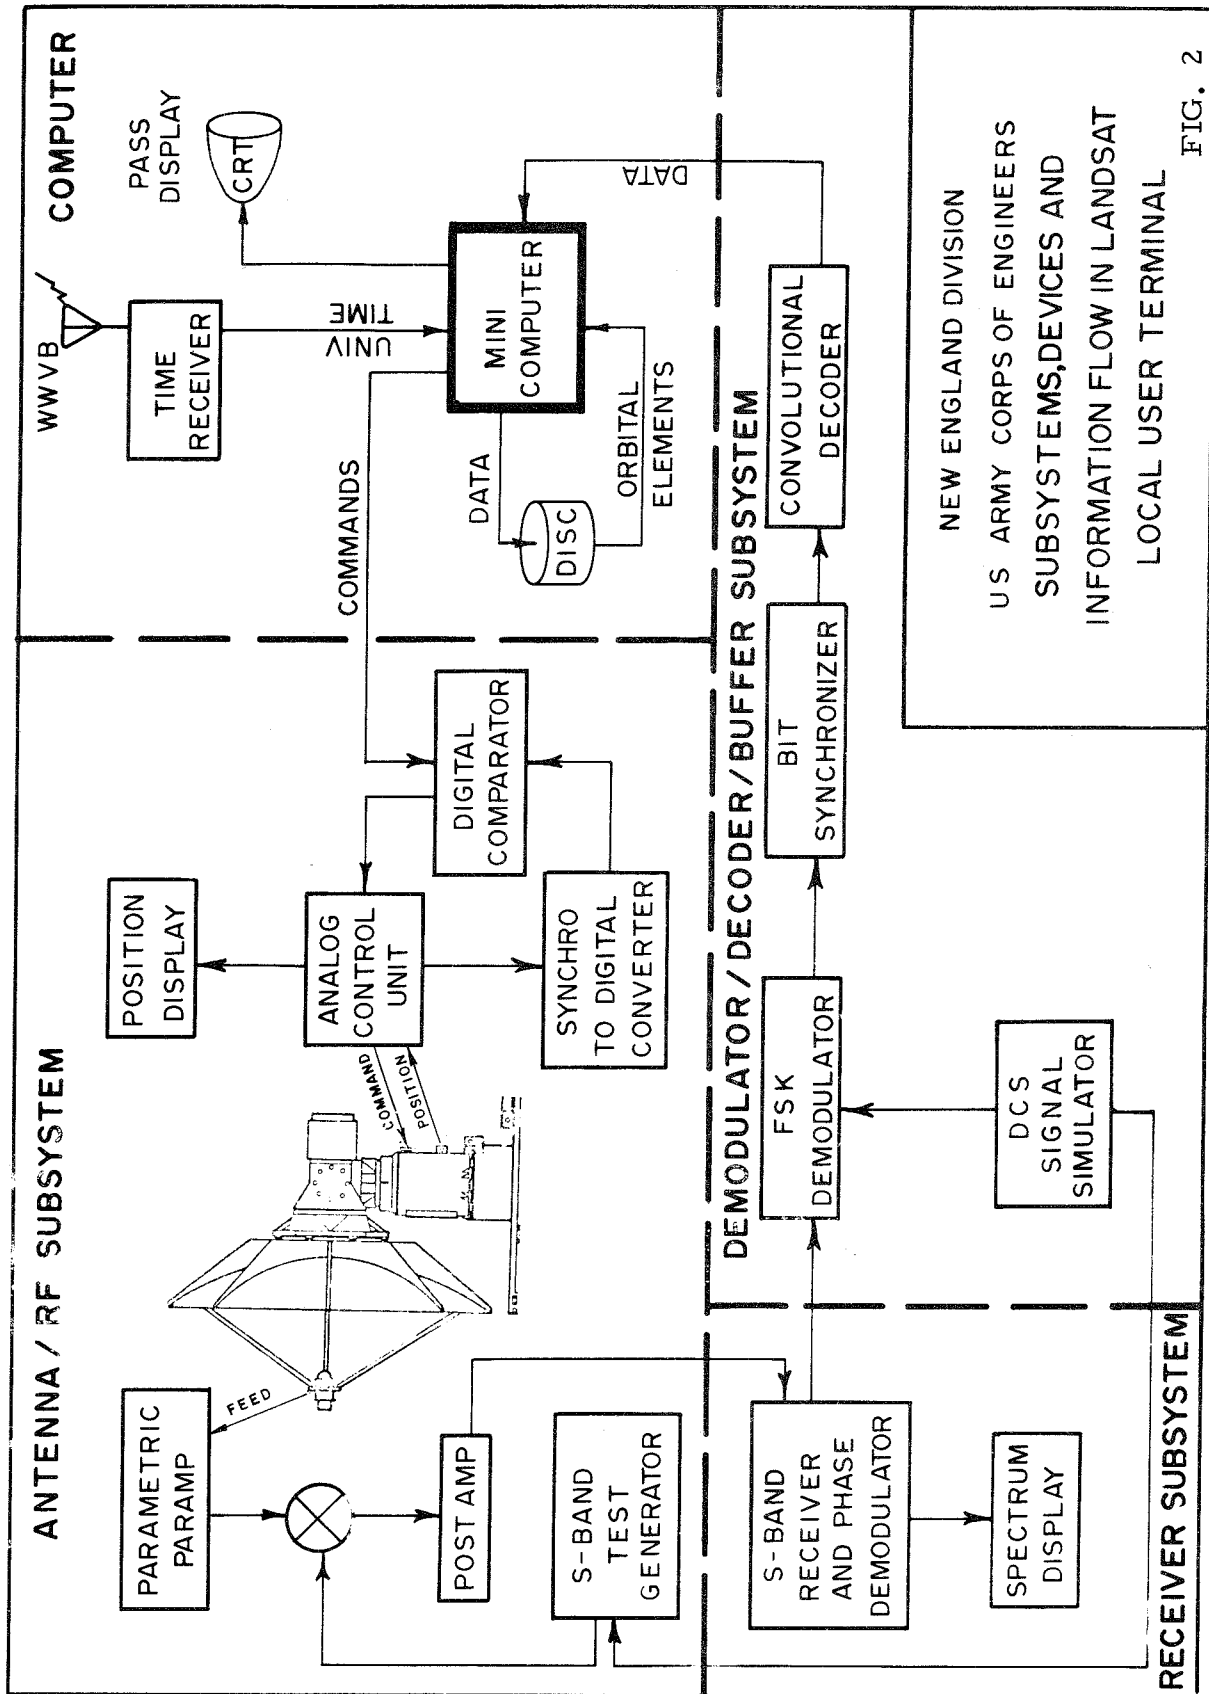 ANTENNA / RF SUBSYSTEM
PARAMETRIC
PARAMP
FEED
POST AMP
S-BAND
TEST
GENERATOR
COMMAND
POSITION
POSITION
DISPLAY
ANALOG
CONTROL
UNIT
SYNCHRO
TO DIGITAL
CONVERTER
DIGITAL
COMPARATOR
COMPUTER
WWVB
TIME
RECEIVER
PASS
DISPLAY
CRT
UNIV
TIME
COMMANDS
MINI
COMPUTER
DATA
DISC
ORBITAL
ELEMENTS
DATA
RECEIVER SUBSYSTEM
S-BAND
RECEIVER
AND PHASE
DEMODULATOR
SPECTRUM
DISPLAY
DEMODULATOR/DECODER/BUFFER SUBSYSTEM
FSK
DEMODULATOR
BIT
SYNCHRONIZER
CONVOLUTIONAL
DECODER
DCS
SIGNAL
SIMULATOR
NEW ENGLAND DIVISION
US ARMY CORPS OF ENGINEERS
SUBSYSTEMS,DEVICES AND
INFORMATION FLOW IN LANDSAT
LOCAL USER TERMINAL
FIG. 2